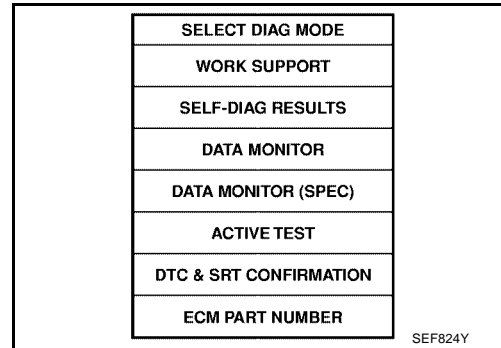 SELECT DIAG MODE
WORK SUPPORT
SELF-DIAG RESULTS
DATA MONITOR
DATA MONITOR (SPEC)
ACTIVE TEST
DTC & SRT CONFIRMATION
ECM PART NUMBER
SEF824Y